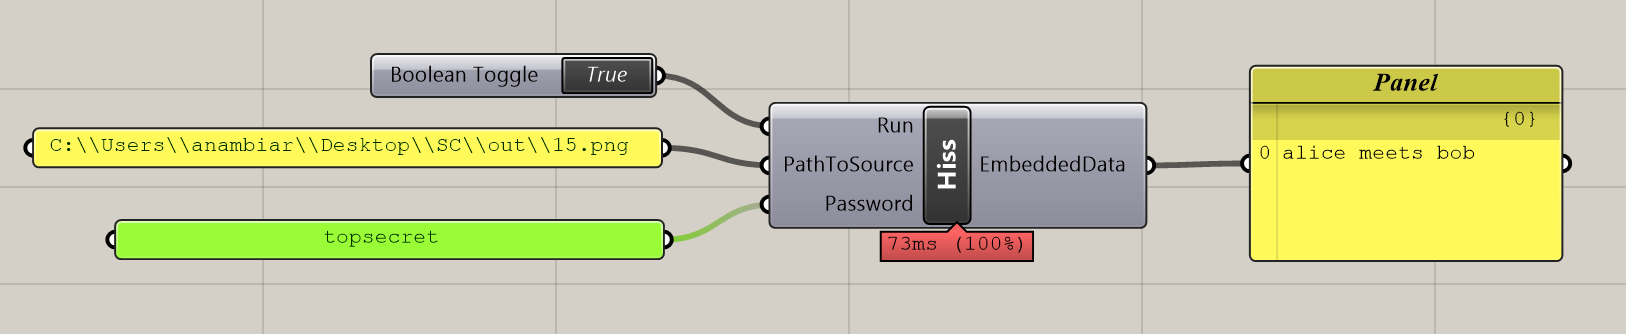 Boolean Toggle True
C:\\Users\\anambiar\\Desktop\\SC\\out\\15.png
topsecret
Run
PathToSource
Password
Hiss
EmbeddedData
73ms (100%)
Panel
{0}
0 alice meets bob